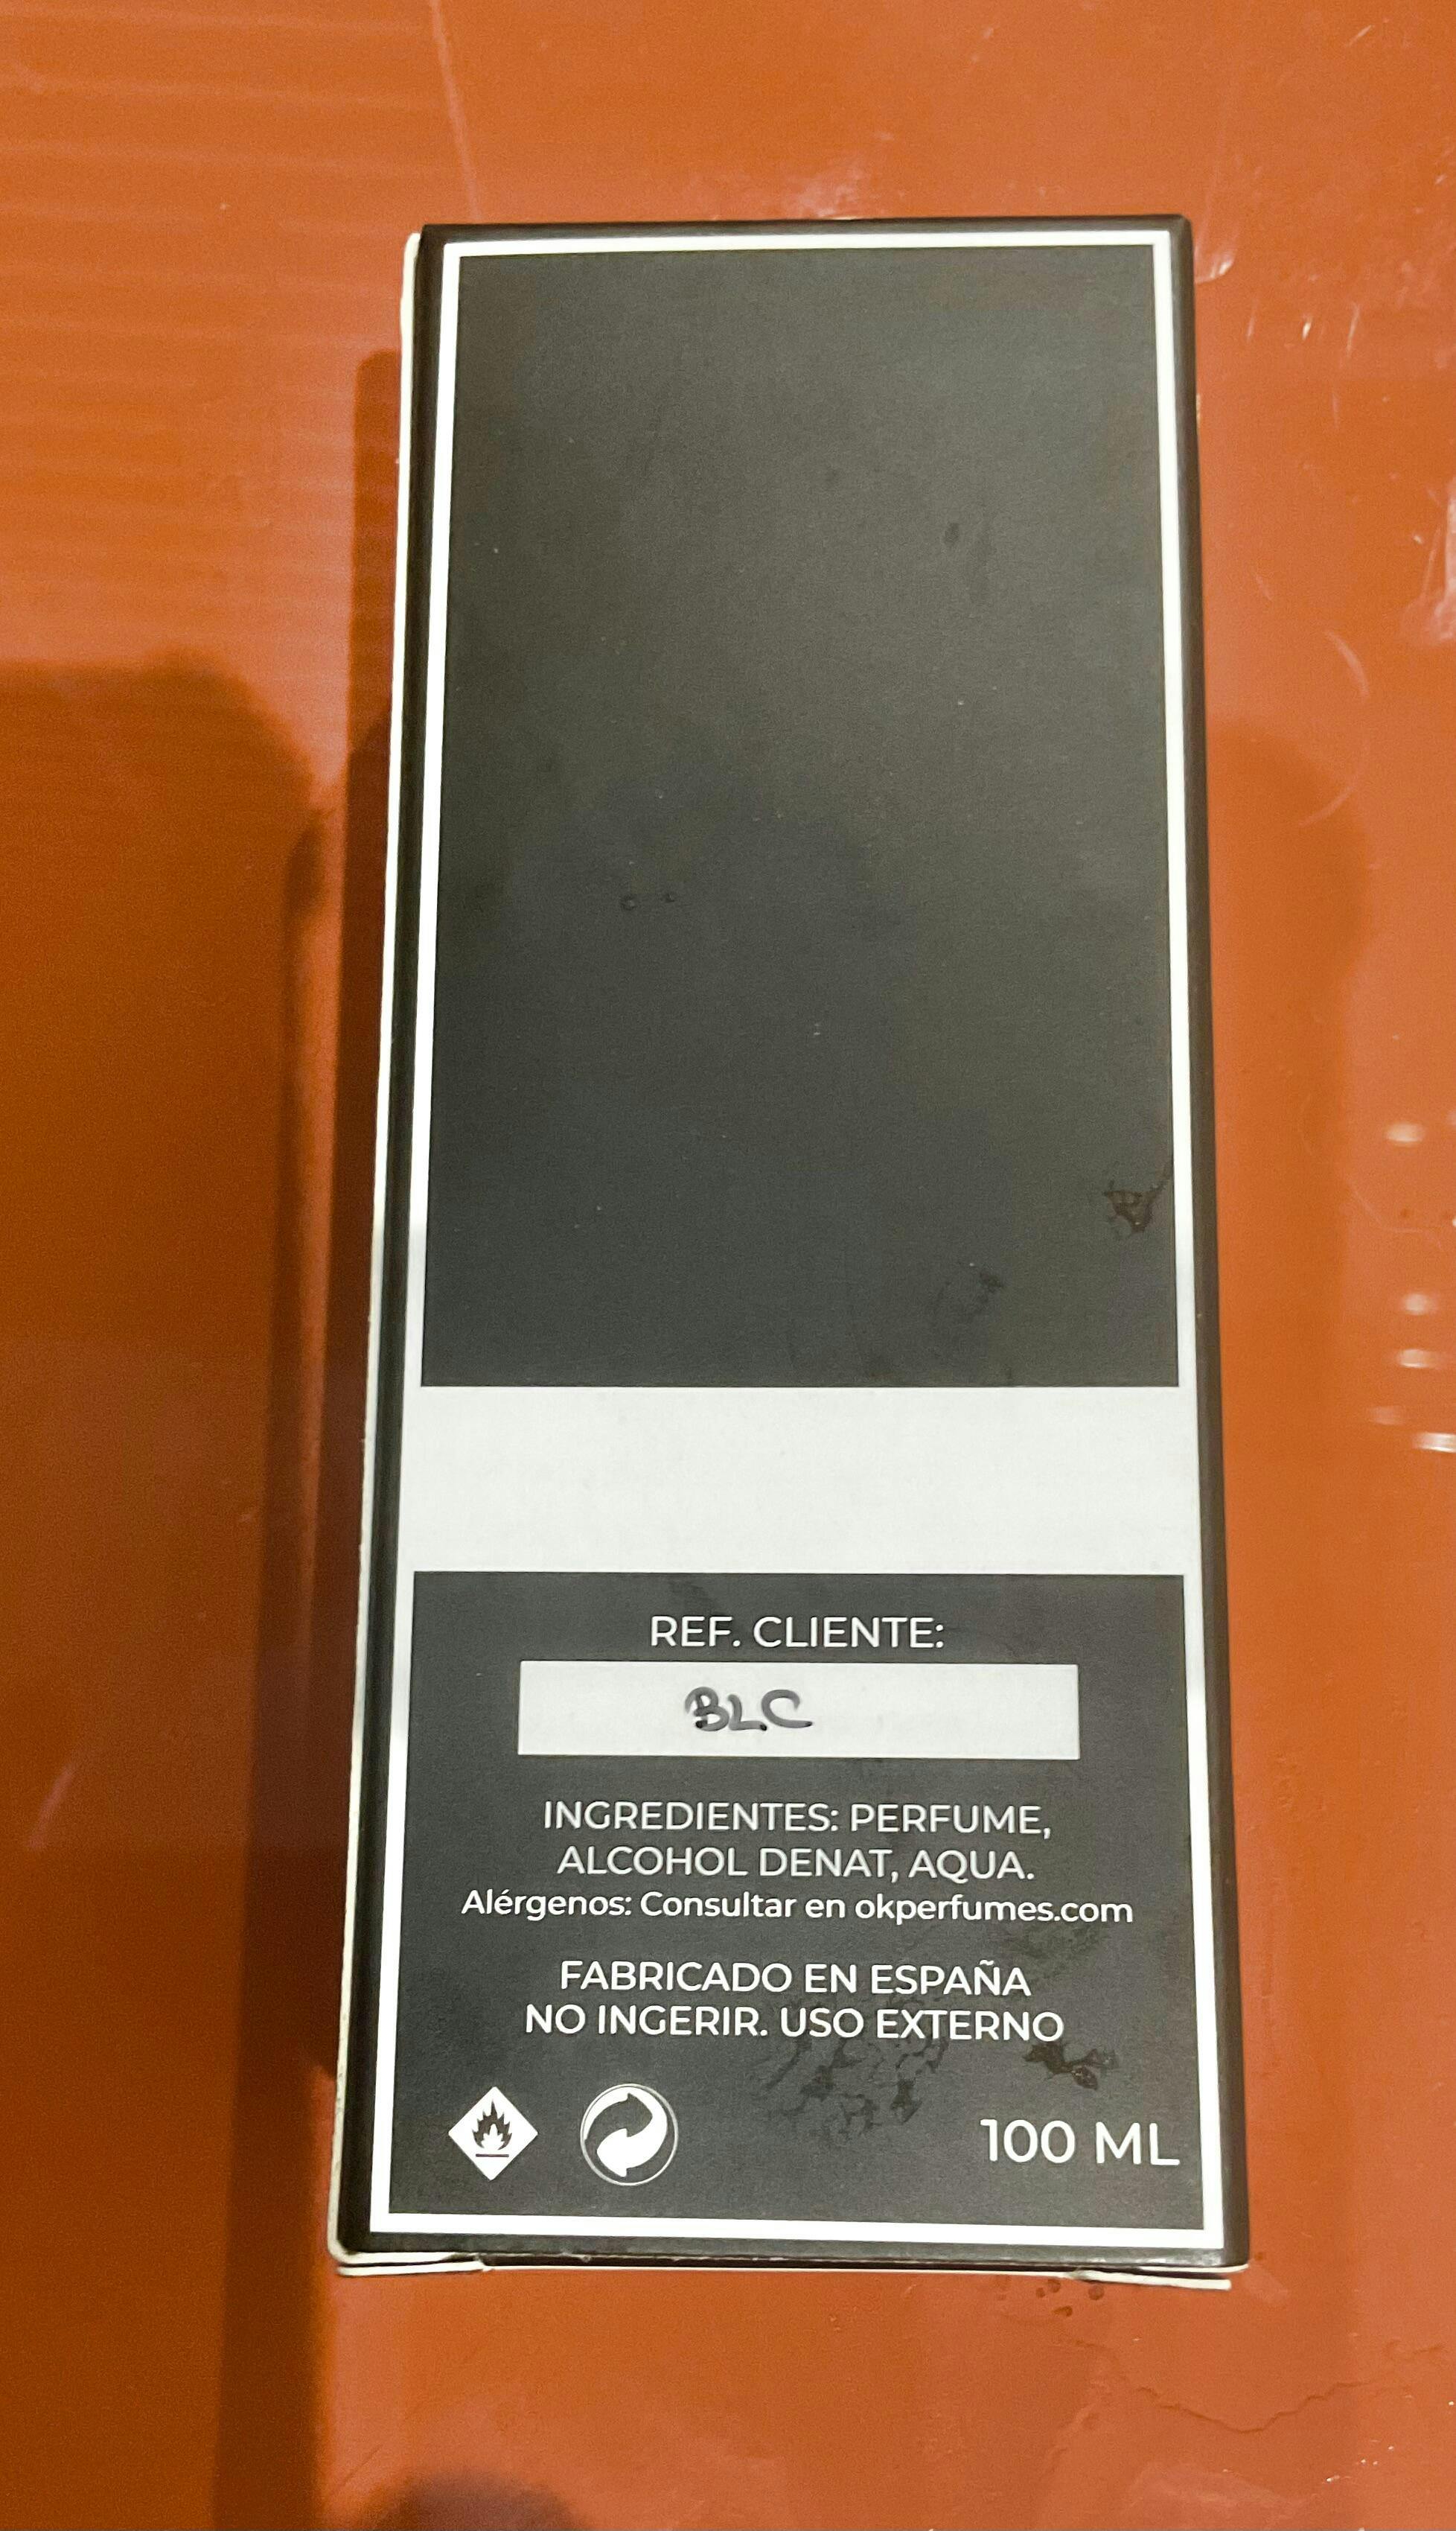 REF. CLIENTE:
BLC
INGREDIENTES: PERFUME,
ALCOHOL DENAT, AQUA.
Alérgenos: Consultar en okperfumes.com
FABRICADO EN ESPAÑA
NO INGERIR. USO EXTERNO
100 ML